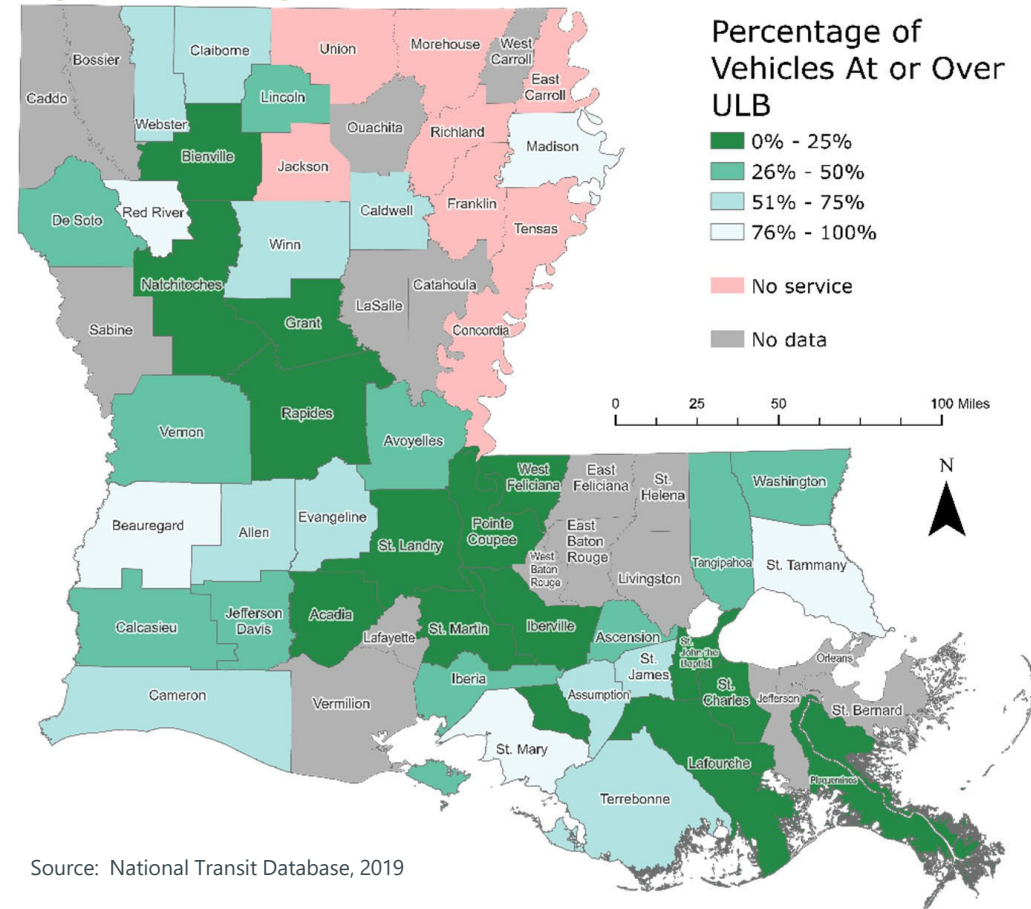 Percentage of
Vehicles At or Over
ULB
0% - 25%
26% - 50%
51% - 75%
76% - 100%
No service
No data
0 25 50 100 Miles
N
Bossier
Caddo
Webster
Claiborne
Union
Morehouse
West
Carroll
East
Carroll
Lincoln
Ouachita
Richland
Madison
Bienville
Jackson
Franklin
Tensas
Caldwell
De Soto
Red River
Winn
Natchitoches
Catahoula
LaSalle
Grant
Concordia
Sabine
Rapides
Vernon
Avoyelles
West
Feliciana
East
Feliciana
St.
Helena
Washington
Beauregard
Allen
Evangeline
St. Landry
Pointe
Coupee
East
Baton
Rouge
West
Baton
Rouge
Livingston
Tangipahoa
St. Tammany
Calcasieu
Jefferson
Davis
Acadia
Lafayette
St. Martin
Iberville
Ascension
St.
John the
Baptist
Orleans
St.
James
Iberia
Cameron
Vermilion
Assumption
St.
Charles
Jefferson
St. Bernard
St. Mary
Lafourche
Plaquemines
Terrebonne
Source: National Transit Database, 2019